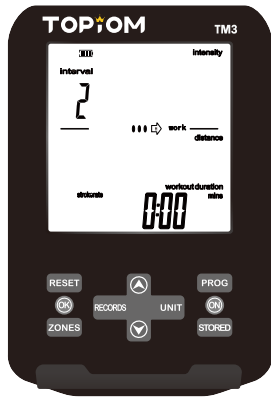 TOPIOM
TM3
intensity
interval
2
work
distance
workout duration
strokerate
0:00
mins
RESET
PROG
OK
ON
RECORDS
UNIT
ZONES
STORED